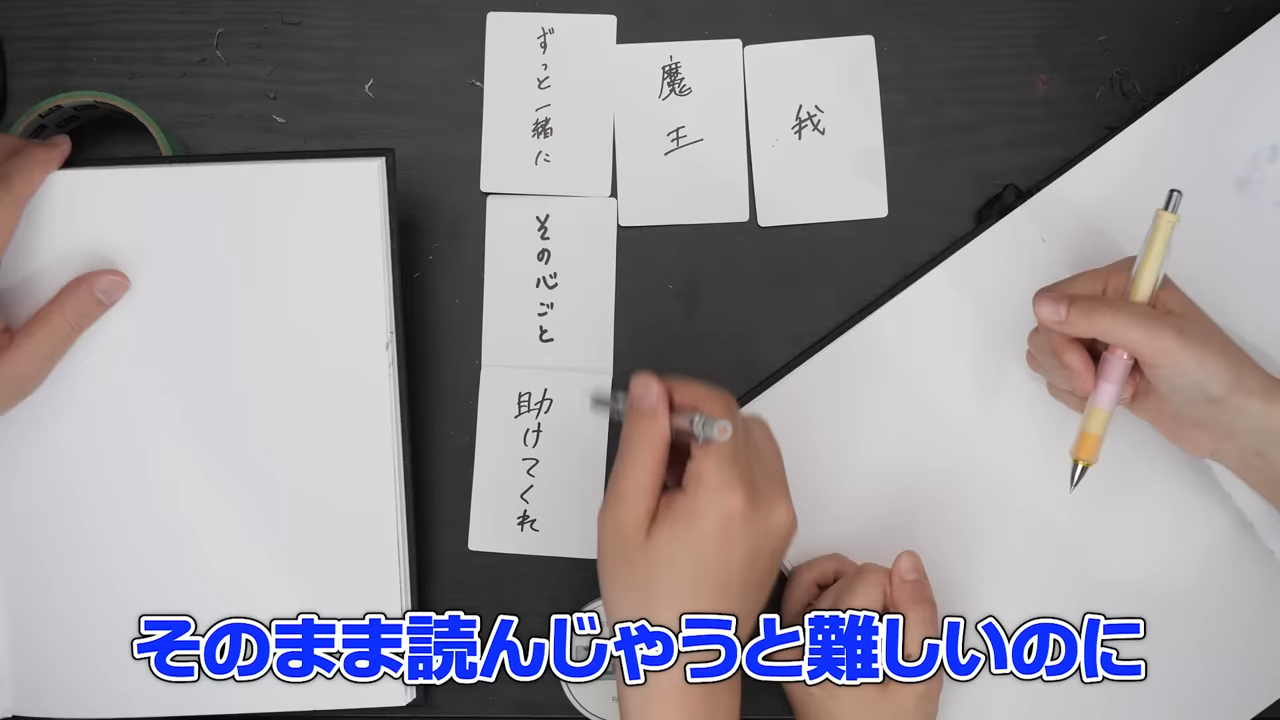 我
魔王
ずっと一緒に
その心ごと
助けてくれ
そのまま読んじゃうと難しいのに